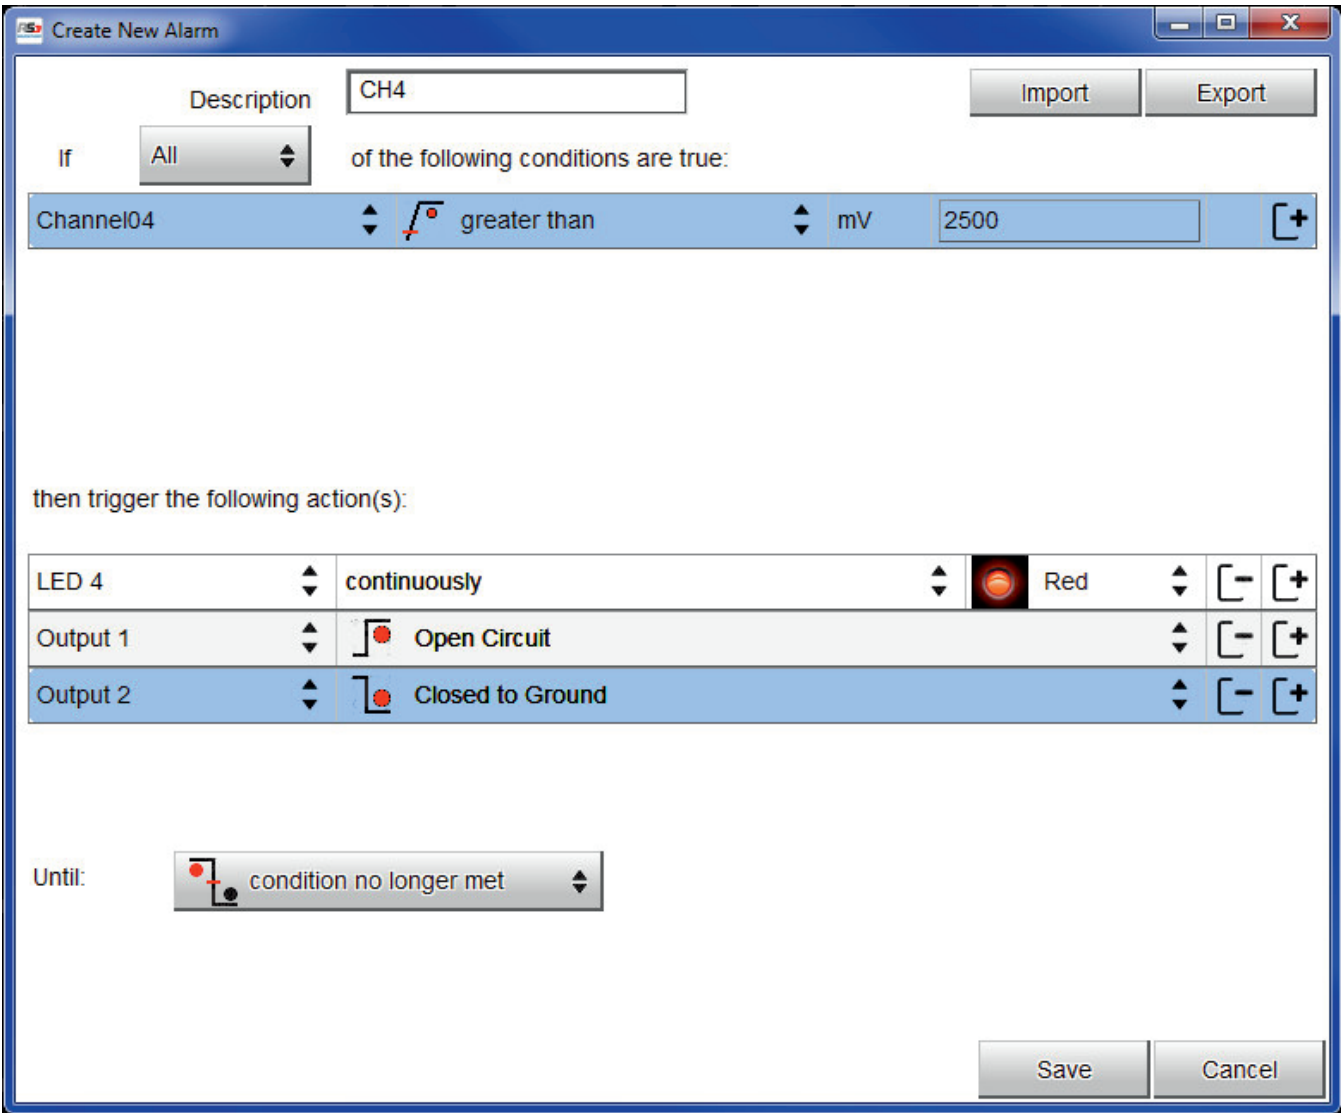 Create New Alarm
Description CH4 Import Export
If All of the following conditions are true:
Channel04 greater than mV 2500
then trigger the following action(s):
LED 4 continuously Red
Output 1 Open Circuit
Output 2 Closed to Ground
Until: condition no longer met
Save Cancel